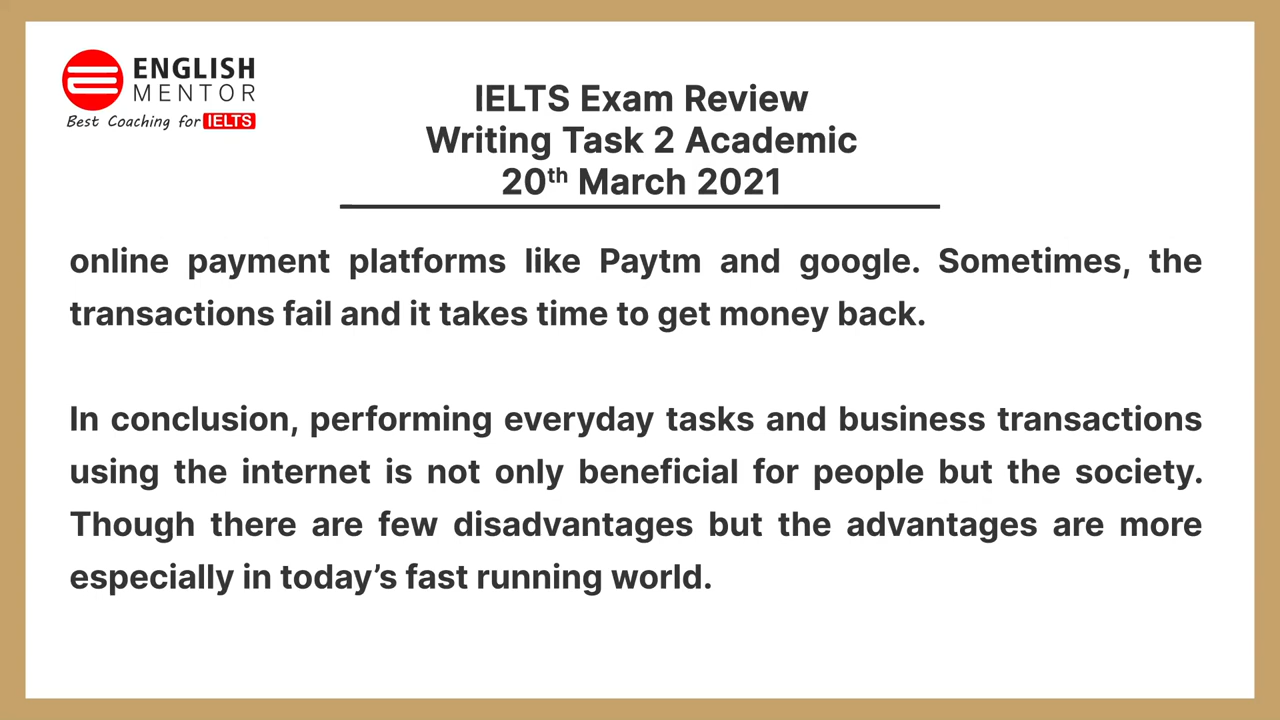 ENGLISH
MENTOR
Best Coaching for IELTS
IELTS Exam Review
Writing Task 2 Academic
20th March 2021
online payment platforms like Paytm and google. Sometimes, the
transactions fail and it takes time to get money back.
In conclusion, performing everyday tasks and business transactions
using the internet is not only beneficial for people but the society.
Though there are few disadvantages but the advantages are more
especially in today’s fast running world.